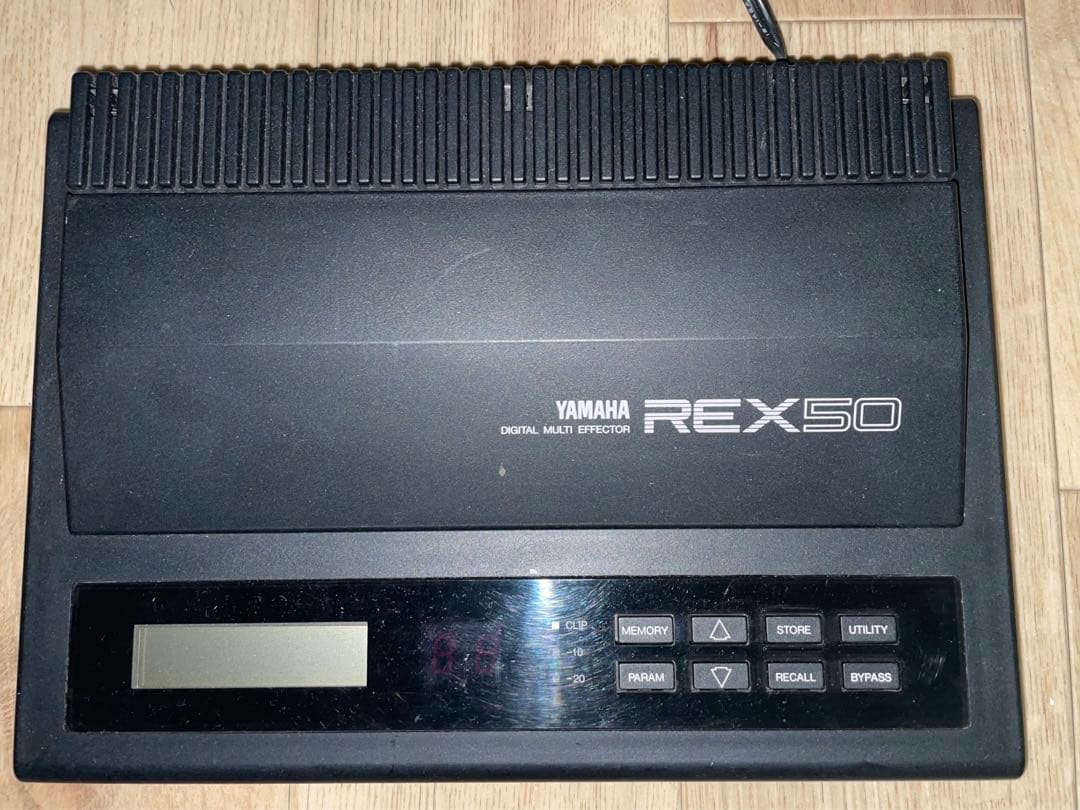 YAMAHA REX50
DIGITAL MULTI EFFECTOR
CLIP
-10
-20
MEMORY STORE UTILITY
PARAM RECALL BYPASS